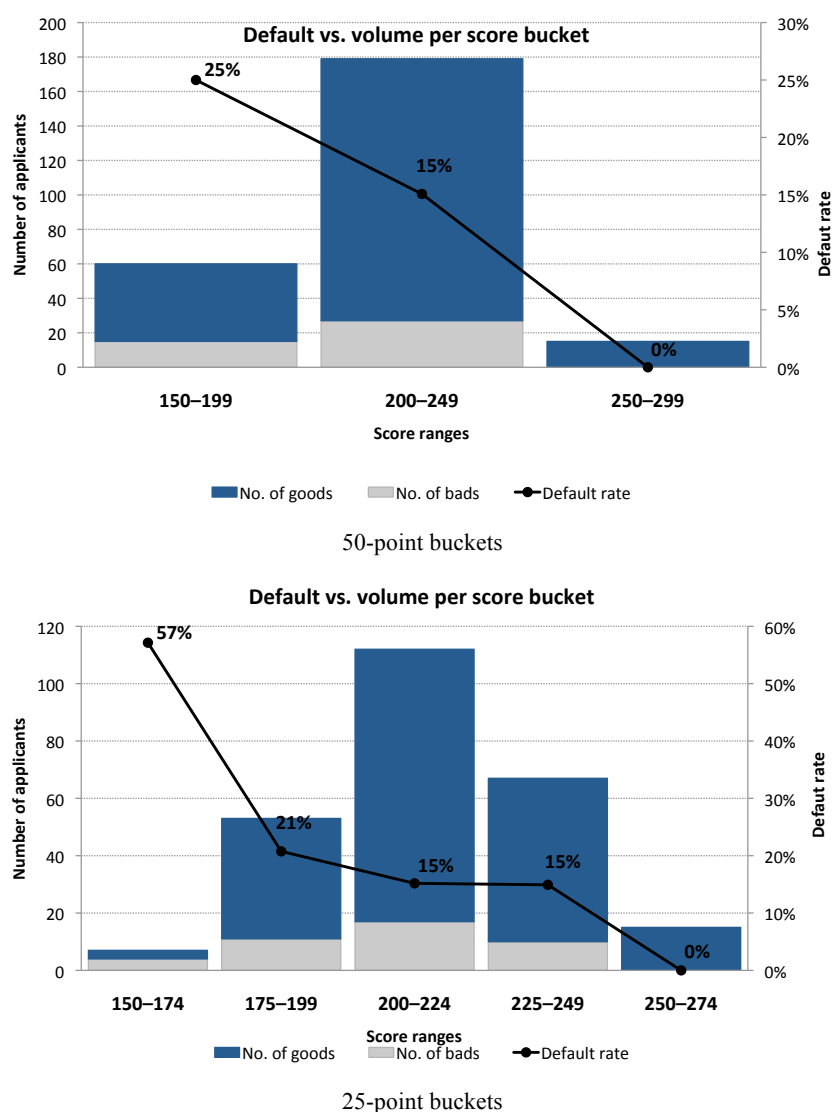 Default vs. volume per score bucket
200
180
160
140
120
100
80
60
40
20
0
Number of applicants
25%
15%
0%
30%
25%
20%
15%
10%
5%
0%
Defaut rate
150–199 200–249 250–299
Score ranges
No. of goods No. of bads Default rate
50-point buckets
Default vs. volume per score bucket
120
100
80
60
40
20
0
Number of applicants
57%
21%
15%
15%
0%
60%
50%
40%
30%
20%
10%
0%
Defaut rate
150–174 175–199 200–224 225–249 250–274
Score ranges
No. of goods No. of bads Default rate
25-point buckets